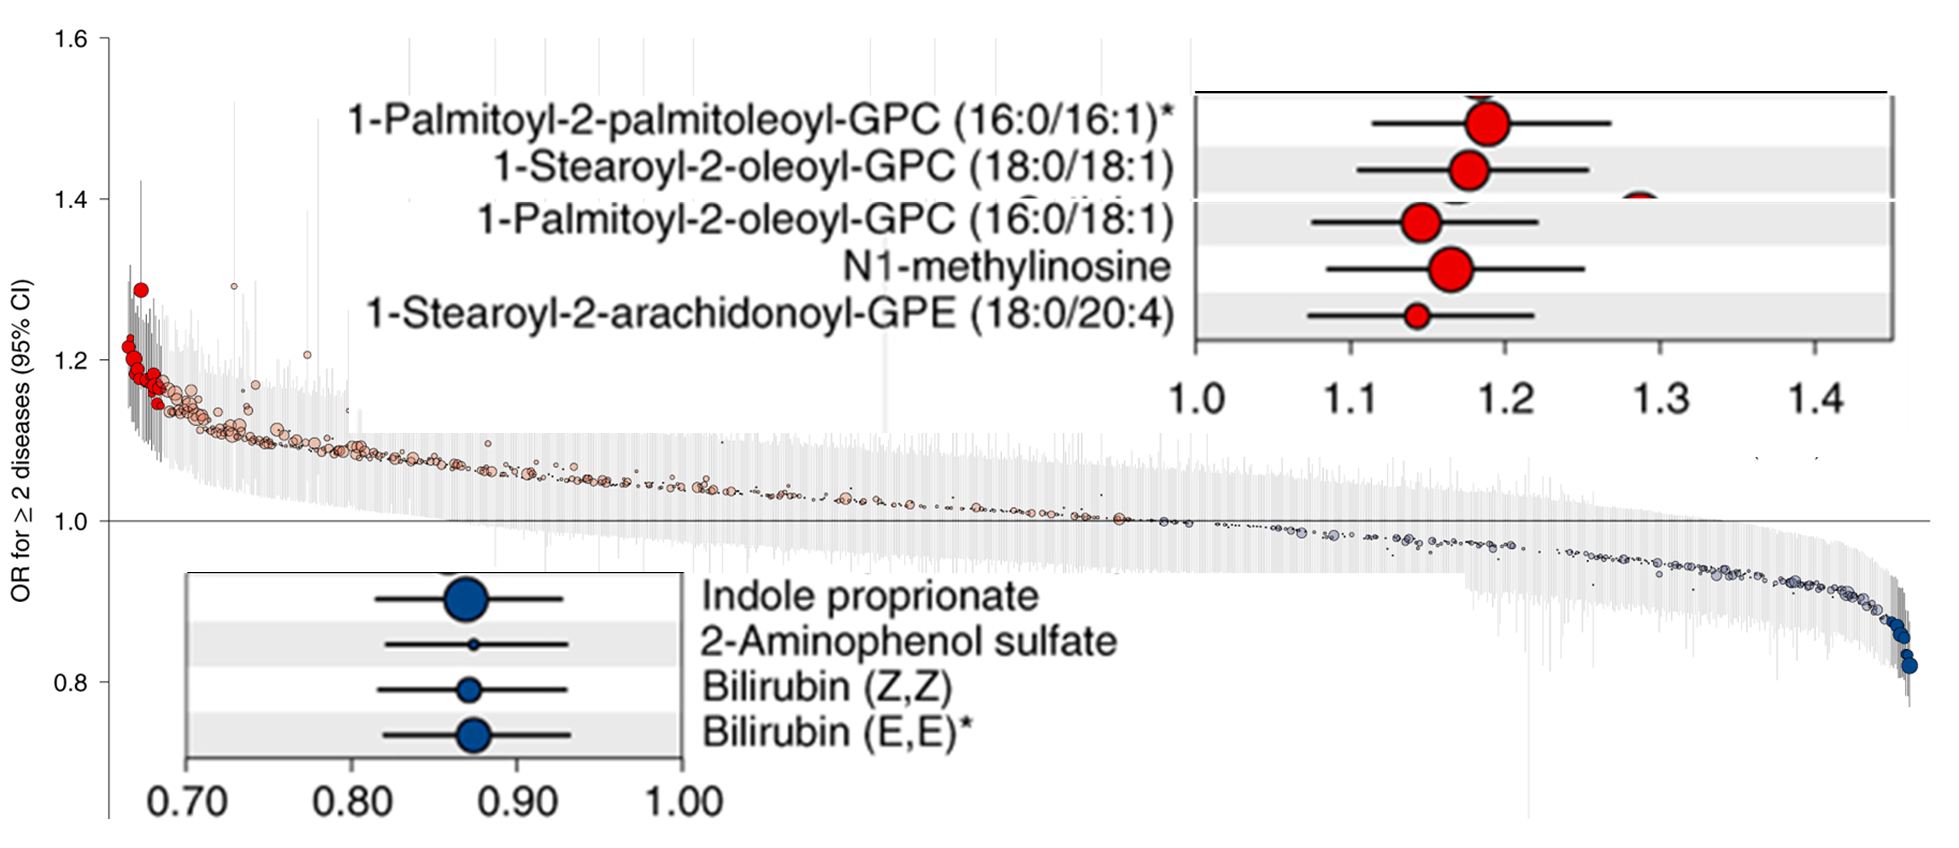 1.6
1.4
1.2
1.0
0.8
OR for ≥ 2 diseases (95% CI)
1-Palmitoyl-2-palmitoleoyl-GPC (16:0/16:1)*
1-Stearoyl-2-oleoyl-GPC (18:0/18:1)
1-Palmitoyl-2-oleoyl-GPC (16:0/18:1)
N1-methylinosine
1-Stearoyl-2-arachidonoyl-GPE (18:0/20:4)
1.0 1.1 1.2 1.3 1.4
Indole proprionate
2-Aminophenol sulfate
Bilirubin (Z,Z)
Bilirubin (E,E)*
0.70 0.80 0.90 1.00